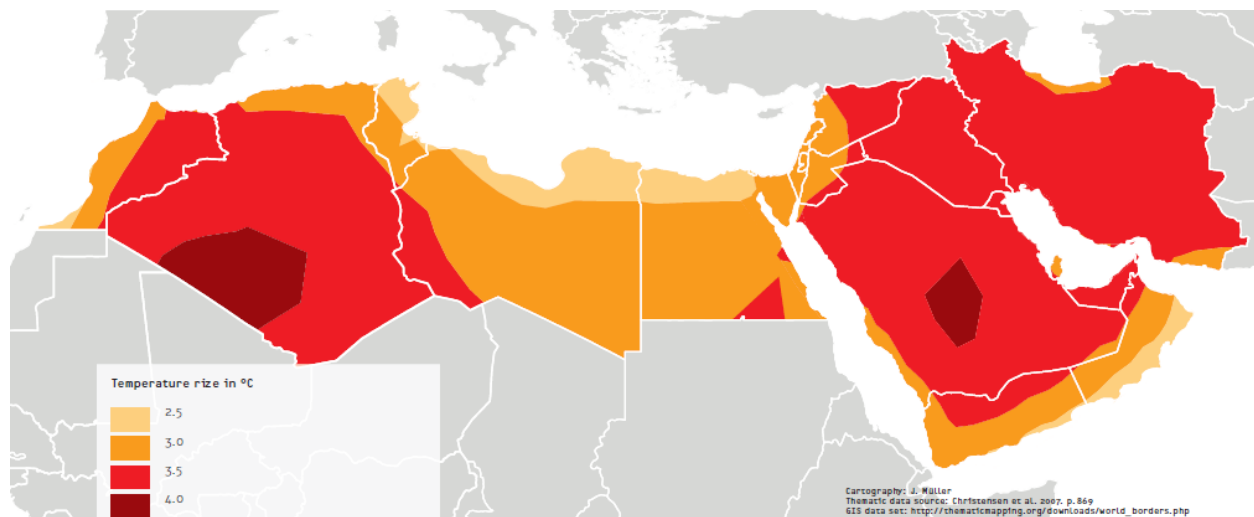 Temperature rize in ºC
2.5
3.0
3.5
4.0
Cartography: J. Müller
Thematic data source: Christensen et al. 2007. p.869
GIS data set: http://thematicmapping.org/downloads/world_borders.php